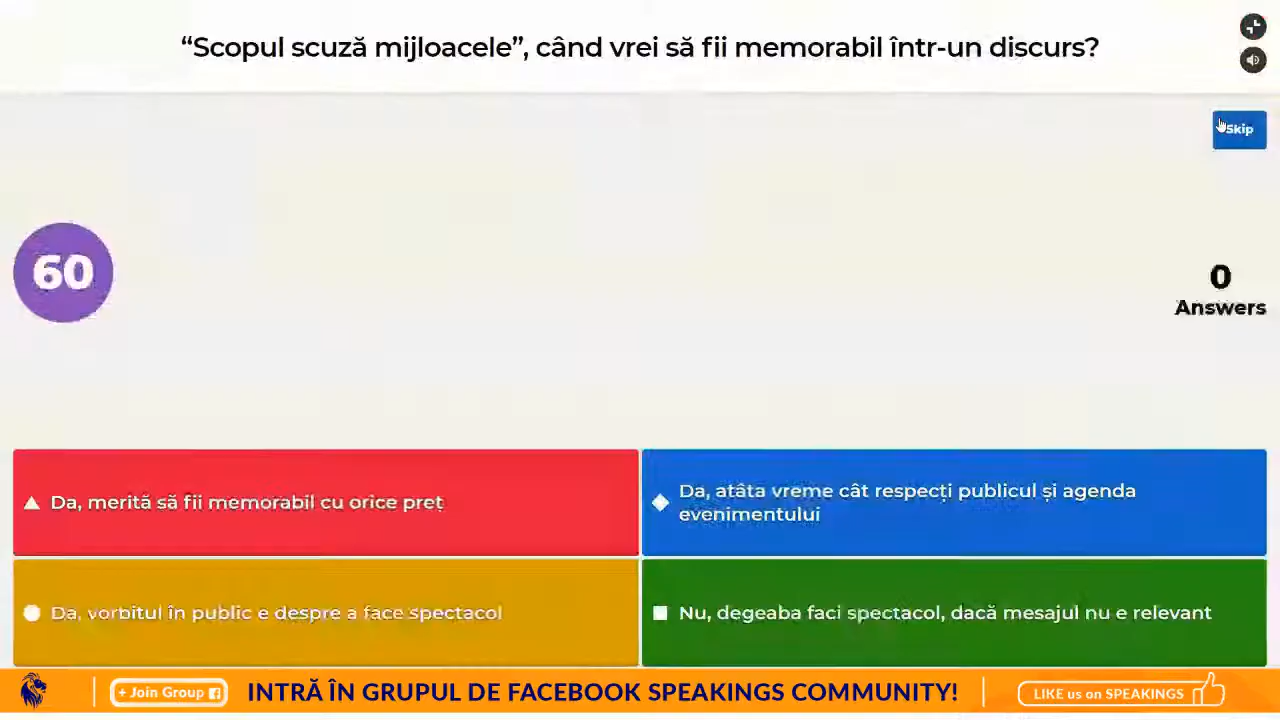 “Scopul scuză mijloacele”, când vrei să fii memorabil într-un discurs?
Skip
60
0
Answers
Da, merită să fii memorabil cu orice preț
Da, atâta vreme cât respecți publicul și agenda
evenimentului
Da, vorbitul în public e despre a face spectacol
Nu, degeaba faci spectacol, dacă mesajul nu e relevant
+ Join Group
INTRĂ ÎN GRUPUL DE FACEBOOK SPEAKINGS COMMUNITY!
LIKE us on SPEAKINGS